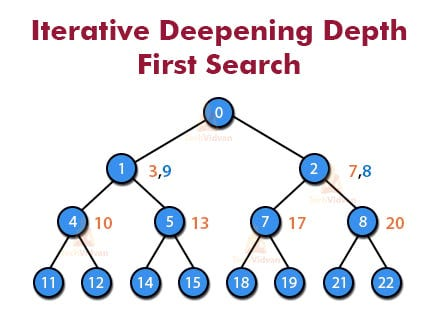 Iterative Deepening Depth
First Search
0
1 3,9 2 7,8
4 10 5 13 7 17 8 20
11 12 14 15 18 19 21 22